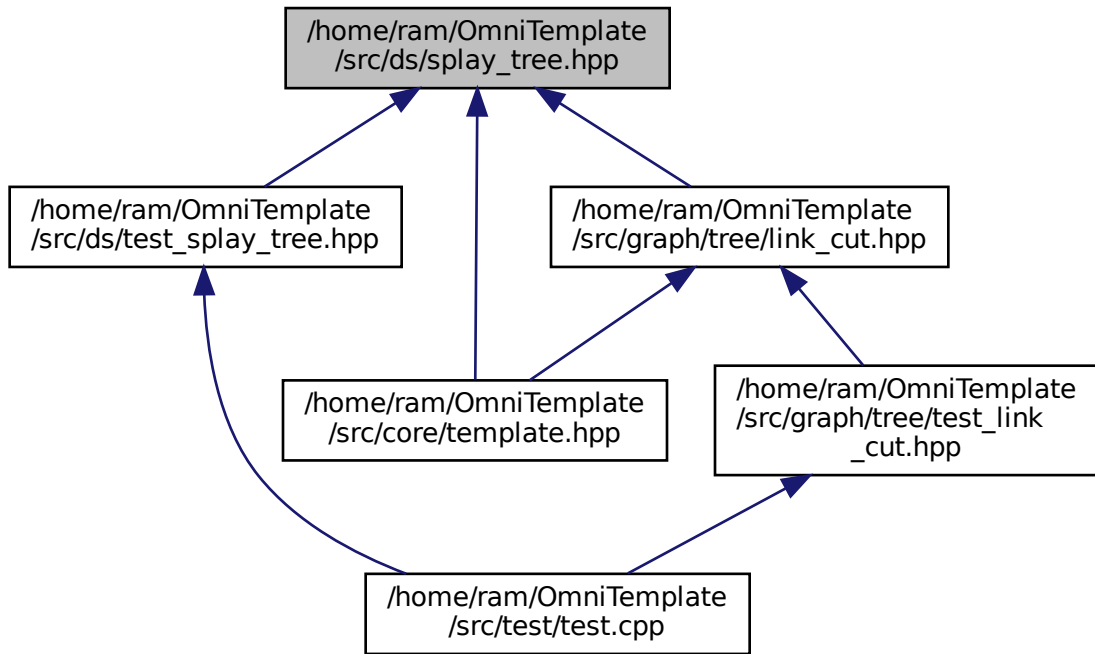 /home/ram/OmniTemplate
/src/ds/splay_tree.hpp
/home/ram/OmniTemplate
/src/ds/test_splay_tree.hpp
/home/ram/OmniTemplate
/src/graph/tree/link_cut.hpp
/home/ram/OmniTemplate
/src/core/template.hpp
/home/ram/OmniTemplate
/src/graph/tree/test_link
_cut.hpp
/home/ram/OmniTemplate
/src/test/test.cpp